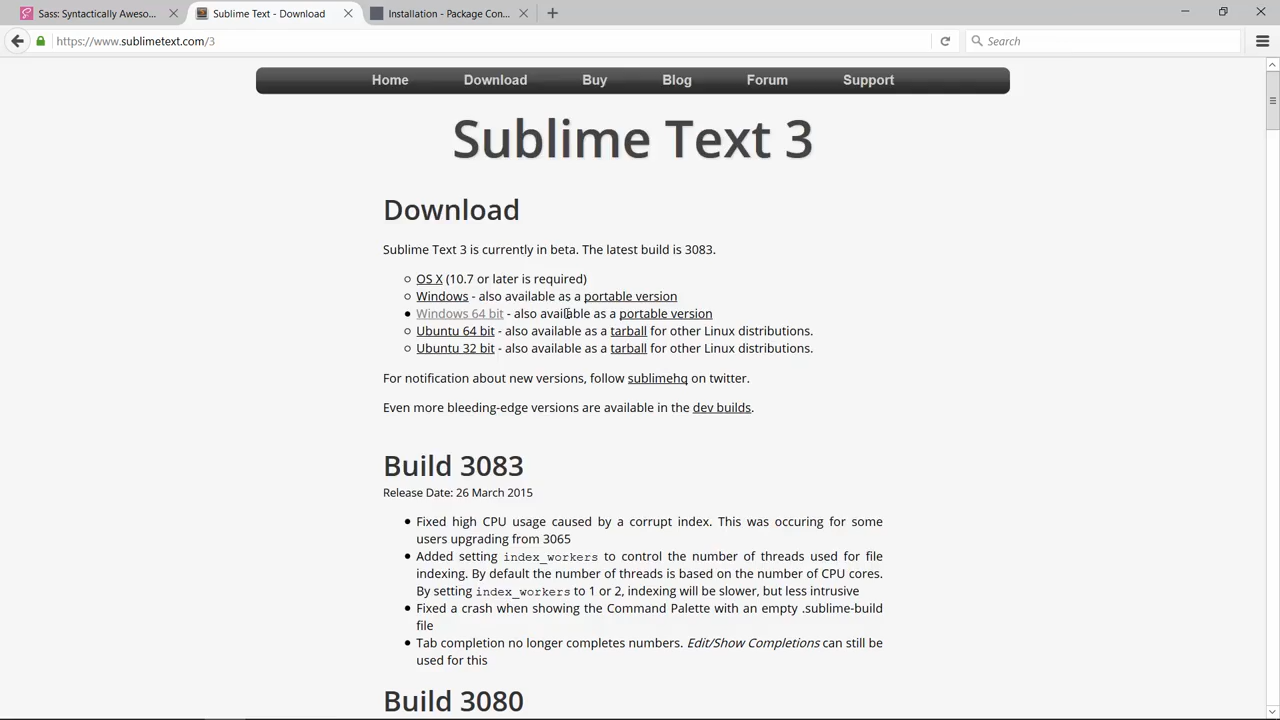 Sass: Syntactically Aweso...
Sublime Text - Download
Installation - Package Con...
https://www.sublimetext.com/3
Search
Home Download Buy Blog Forum Support
Sublime Text 3
Download
Sublime Text 3 is currently in beta. The latest build is 3083.
OS X (10.7 or later is required)
Windows - also available as a portable version
Windows 64 bit - also available as a portable version
Ubuntu 64 bit - also available as a tarball for other Linux distributions.
Ubuntu 32 bit - also available as a tarball for other Linux distributions.
For notification about new versions, follow sublimehq on twitter.
Even more bleeding-edge versions are available in the dev builds.
Build 3083
Release Date: 26 March 2015
Fixed high CPU usage caused by a corrupt index. This was occuring for some
users upgrading from 3065
Added setting index_workers to control the number of threads used for file
indexing. By default the number of threads is based on the number of CPU cores.
By setting index_workers to 1 or 2, indexing will be slower, but less intrusive
Fixed a crash when showing the Command Palette with an empty .sublime-build
file
Tab completion no longer completes numbers. Edit/Show Completions can still be
used for this
Build 3080